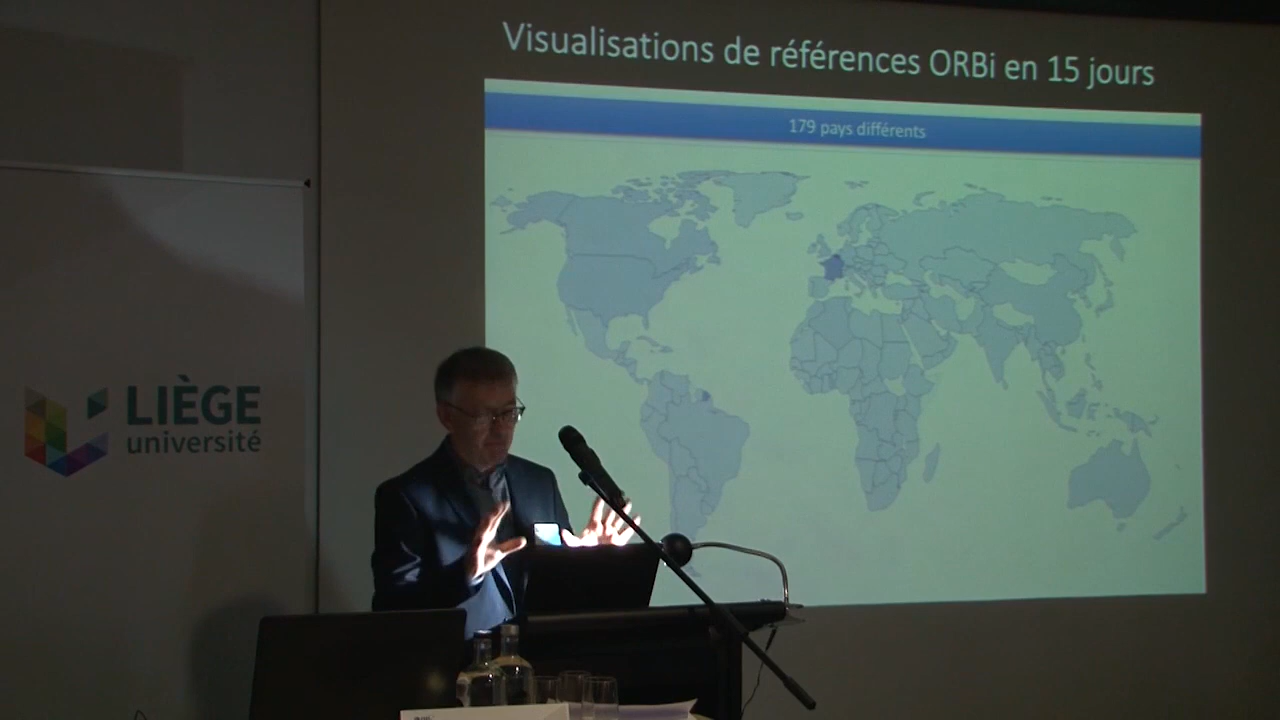 Visualisations de références ORBi en 15 jours
179 pays différents
LIÈGE
université